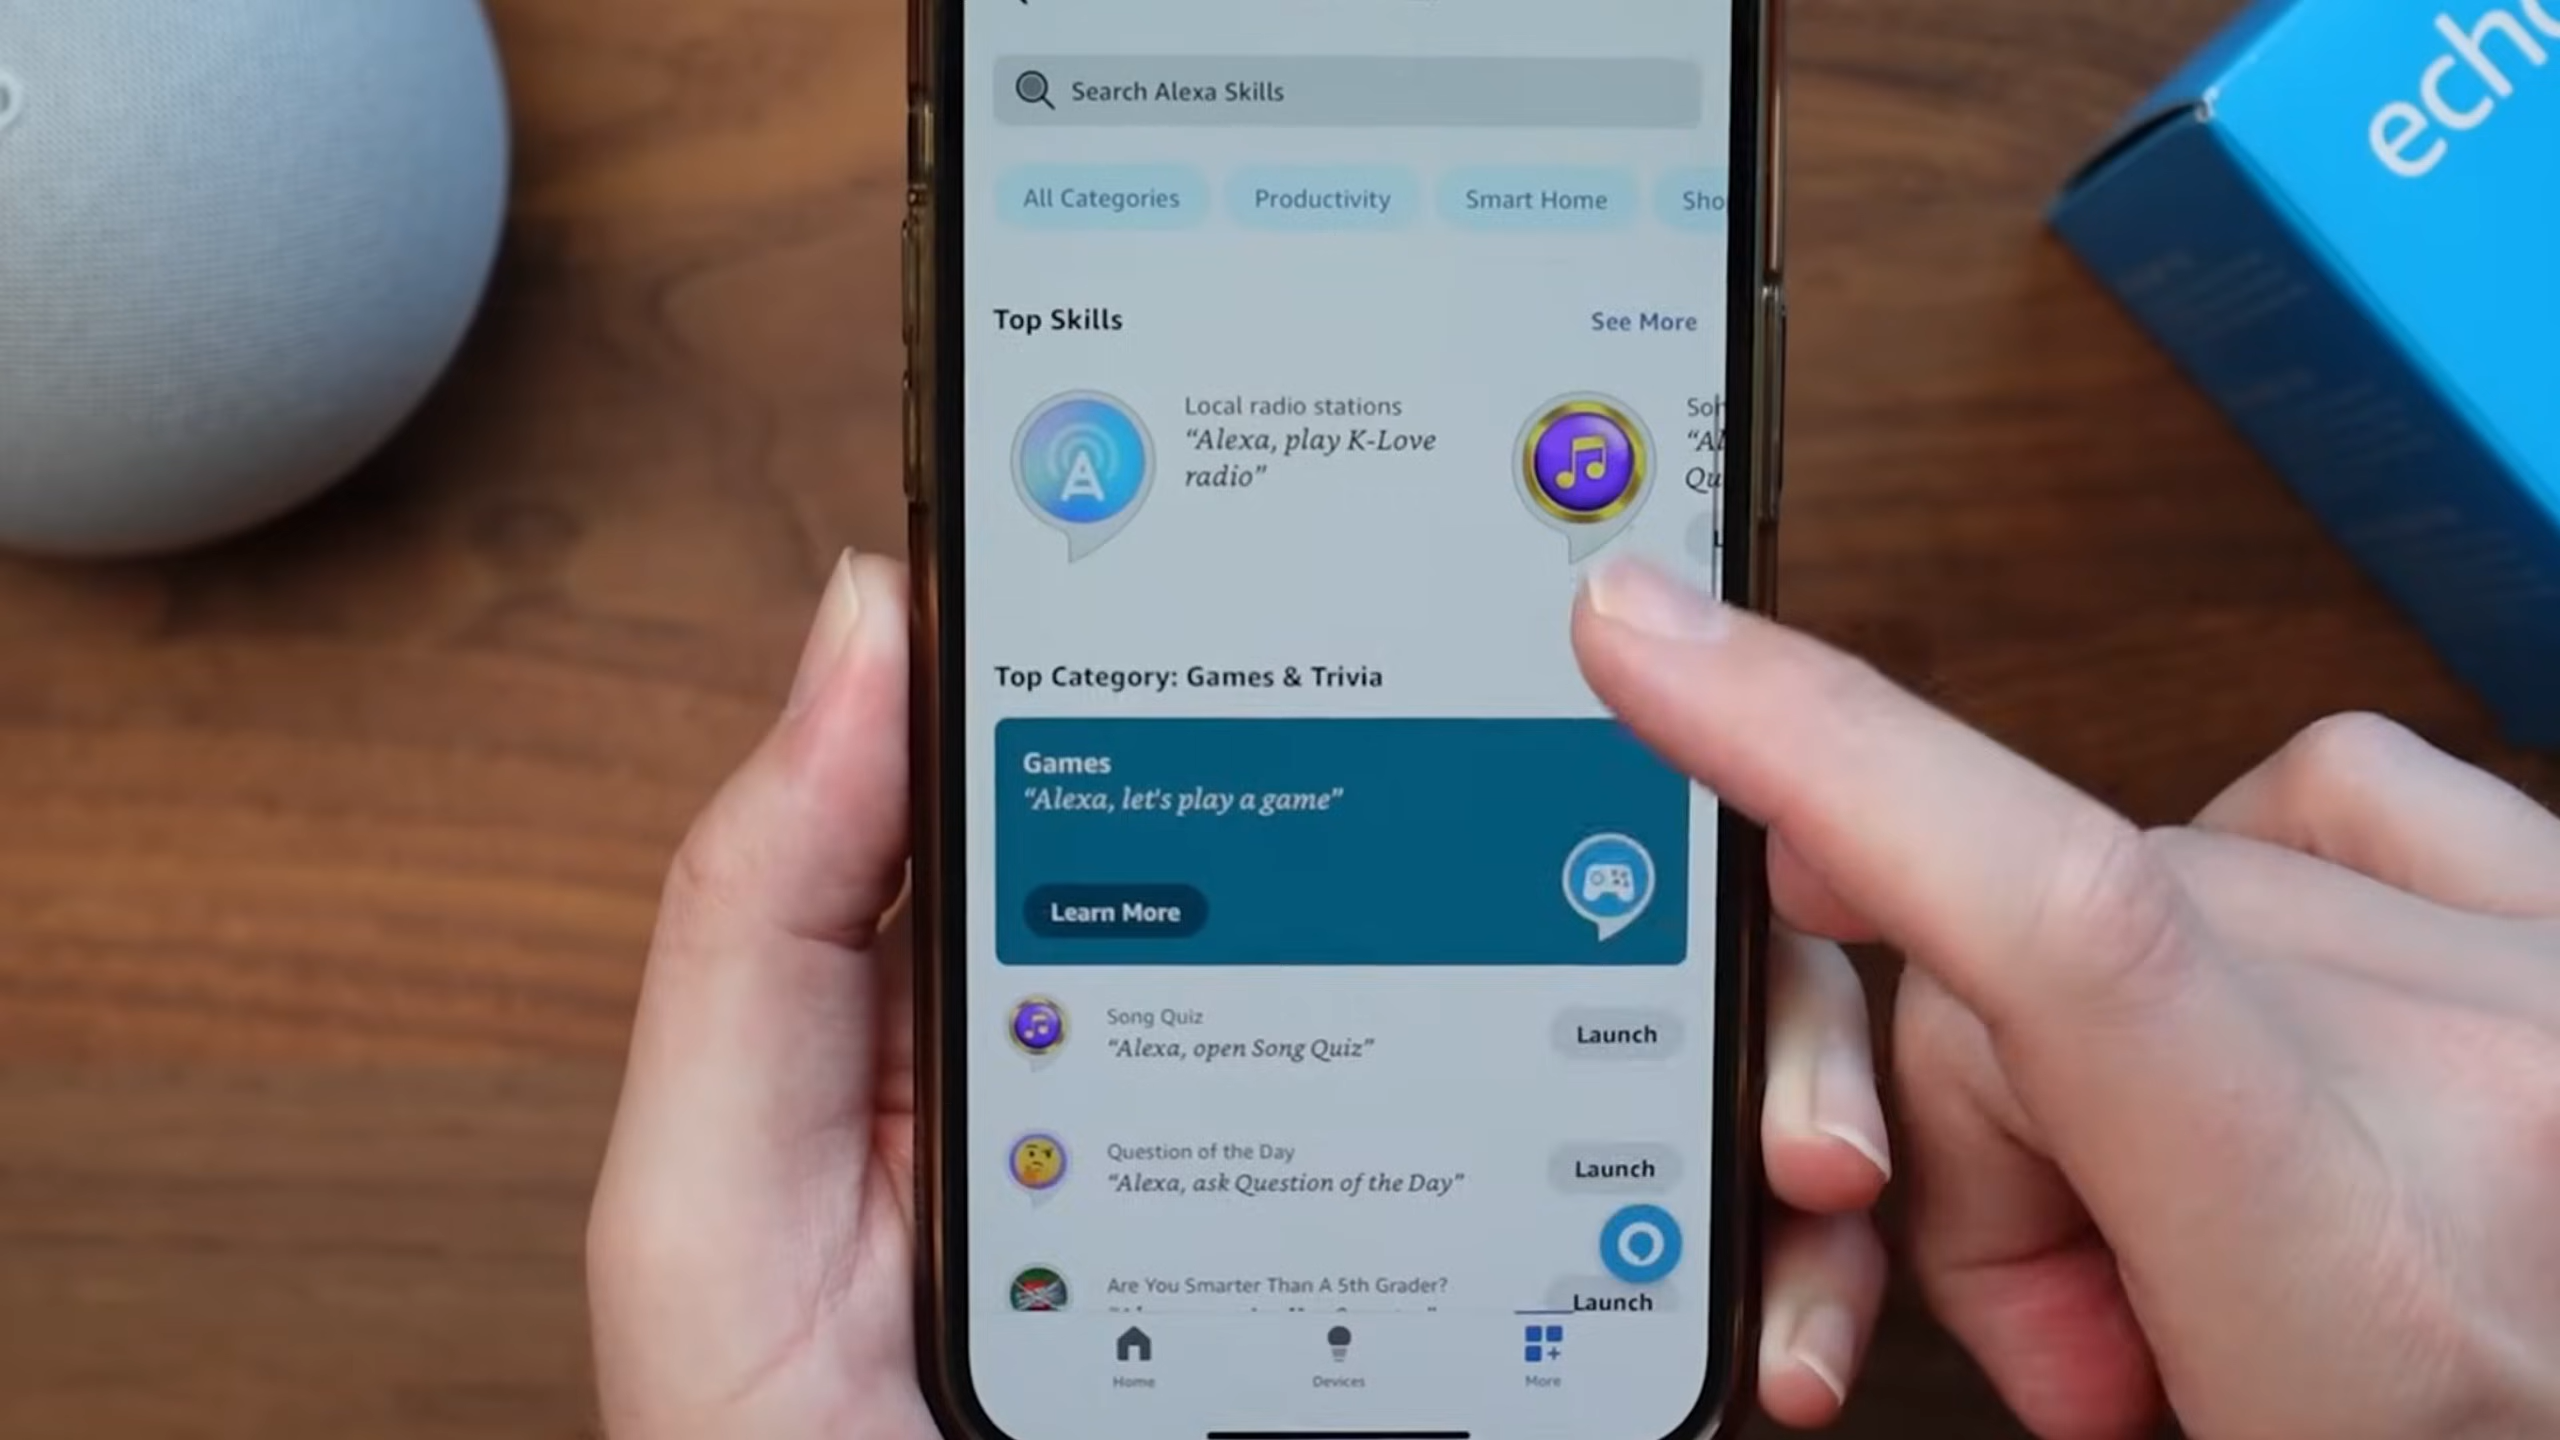 echo
Search Alexa Skills
All Categories
Productivity
Smart Home
Sho
Top Skills
See More
Local radio stations
“Alexa, play K-Love
radio”
“Al
Qu
Top Category: Games & Trivia
Games
“Alexa, let's play a game”
Learn More
Song Quiz
“Alexa, open Song Quiz”
Launch
Question of the Day
“Alexa, ask Question of the Day”
Launch
Are You Smarter Than A 5th Grader?
Launch
Home
Devices
More